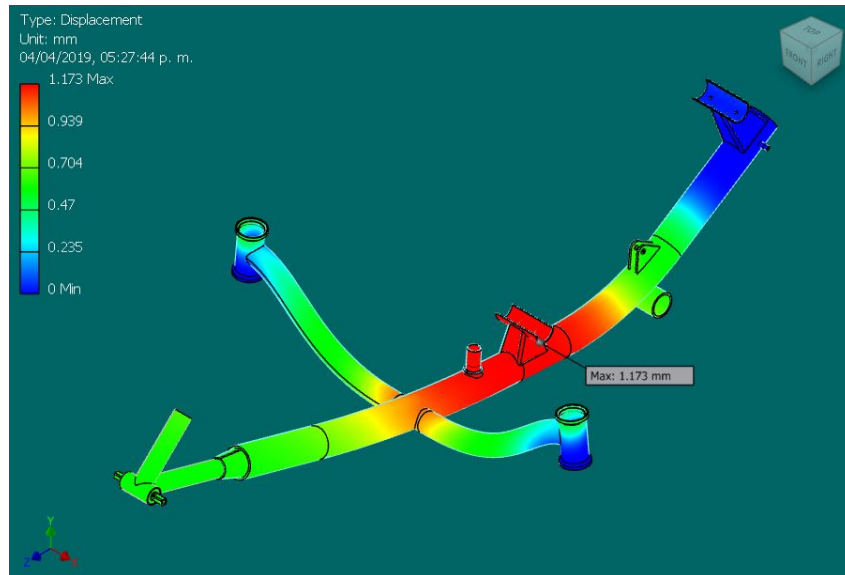 Type: Displacement
Unit: mm
04/04/2019, 05:27:44 p. m.
1.173 Max
0.939
0.704
0.47
0.235
0 Min
TOP
FRONT
RIGHT
Max: 1.173 mm
Y
Z
X